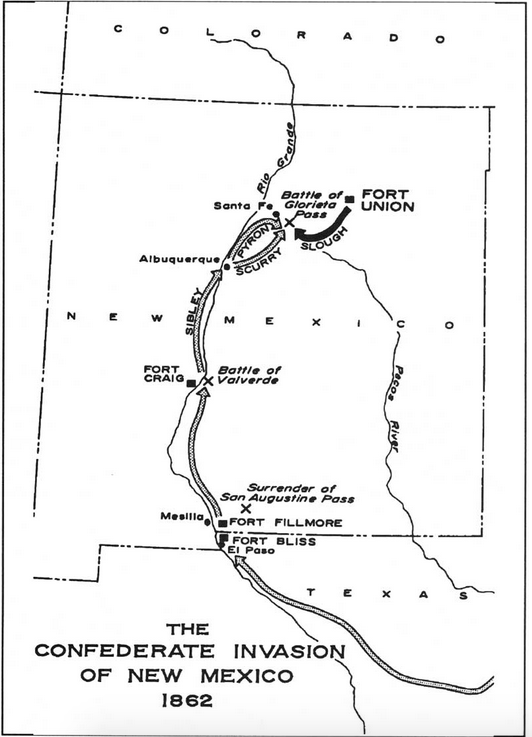 COLORADO
Rio Grande
Battle of
Glorieta
Pass
FORT
UNION
Santa Fe
PYRON
SLOUGH
SCURRY
Albuquerque
SIBLEY
NEW MEXICO
FORT
CRAIG
Battle of
Valverde
Pecos River
Surrender of
San Augustine Pass
Mesilla
FORT FILLMORE
FORT BLISS
El Paso
TEXAS
THE
CONFEDERATE INVASION
OF NEW MEXICO
1862